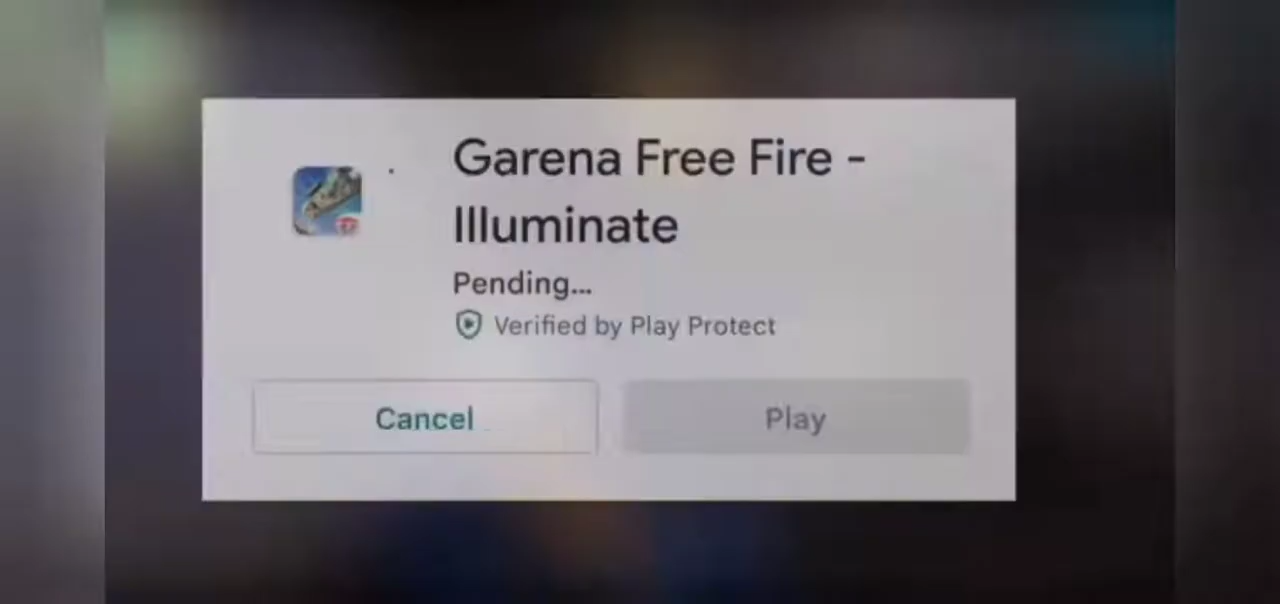 Garena Free Fire -
Illuminate
Pending...
Verified by Play Protect
Cancel
Play